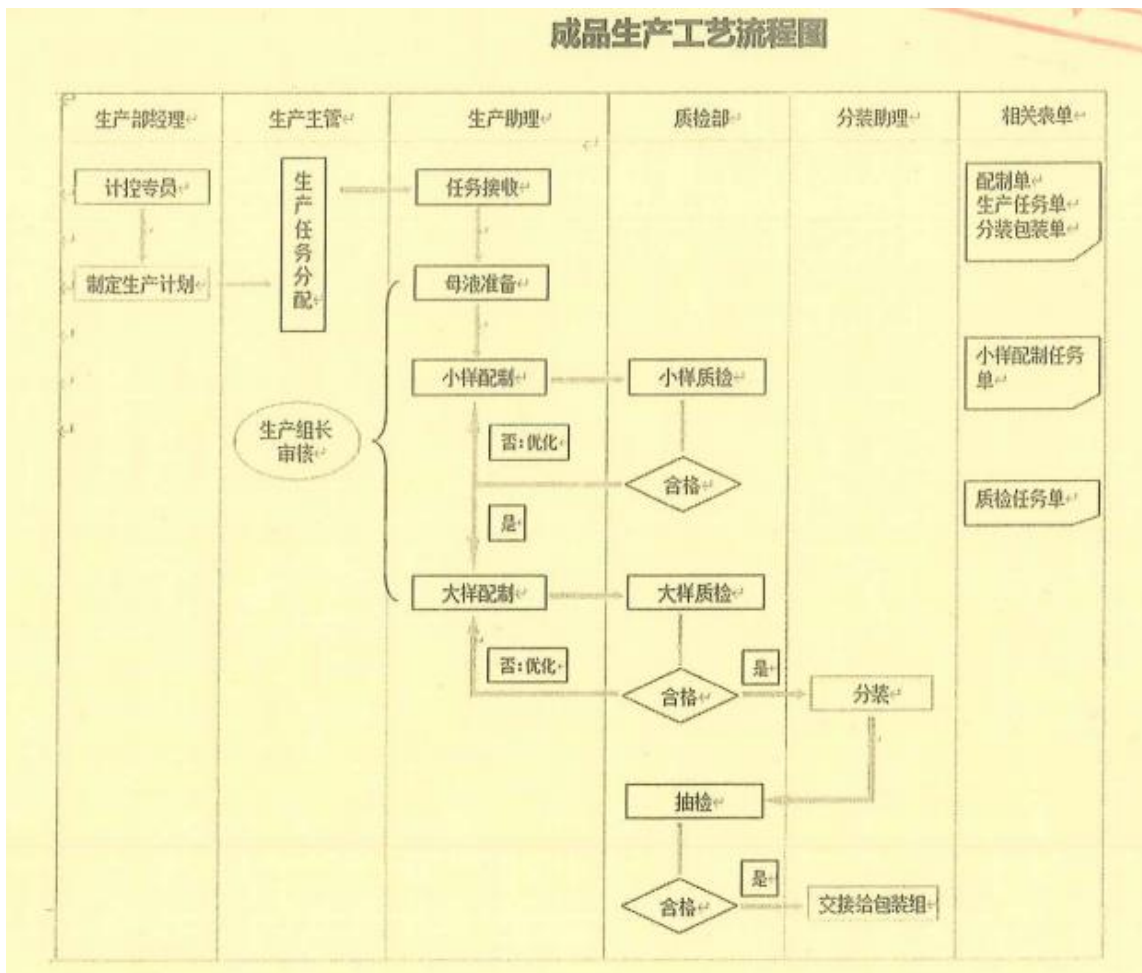 成品生产工艺流程图
生产部经理
生产主管
生产助理
质检部
分装助理
相关表单
计控专员
生产任务分配
任务接收
配制单
生产任务单
分装包装单
制定生产计划
母液准备
小样配制
小样质检
小样配制任务
单
生产组长
审核
否:优化
合格
质检任务单
是
大样配制
大样质检
否:优化
合格
是
分装
抽检
合格
是
交接给包装组